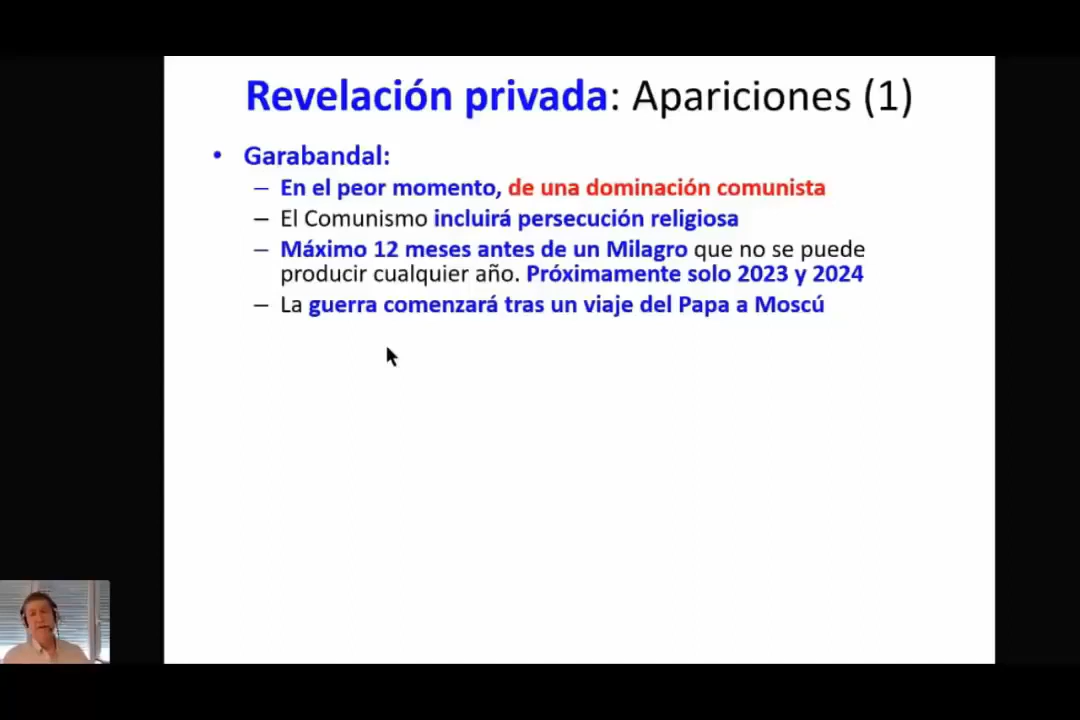 Revelación privada: Apariciones (1)
• Garabandal:
– En el peor momento, de una dominación comunista
– El Comunismo incluirá persecución religiosa
– Máximo 12 meses antes de un Milagro que no se puede
producir cualquier año. Próximamente solo 2023 y 2024
– La guerra comenzará tras un viaje del Papa a Moscú